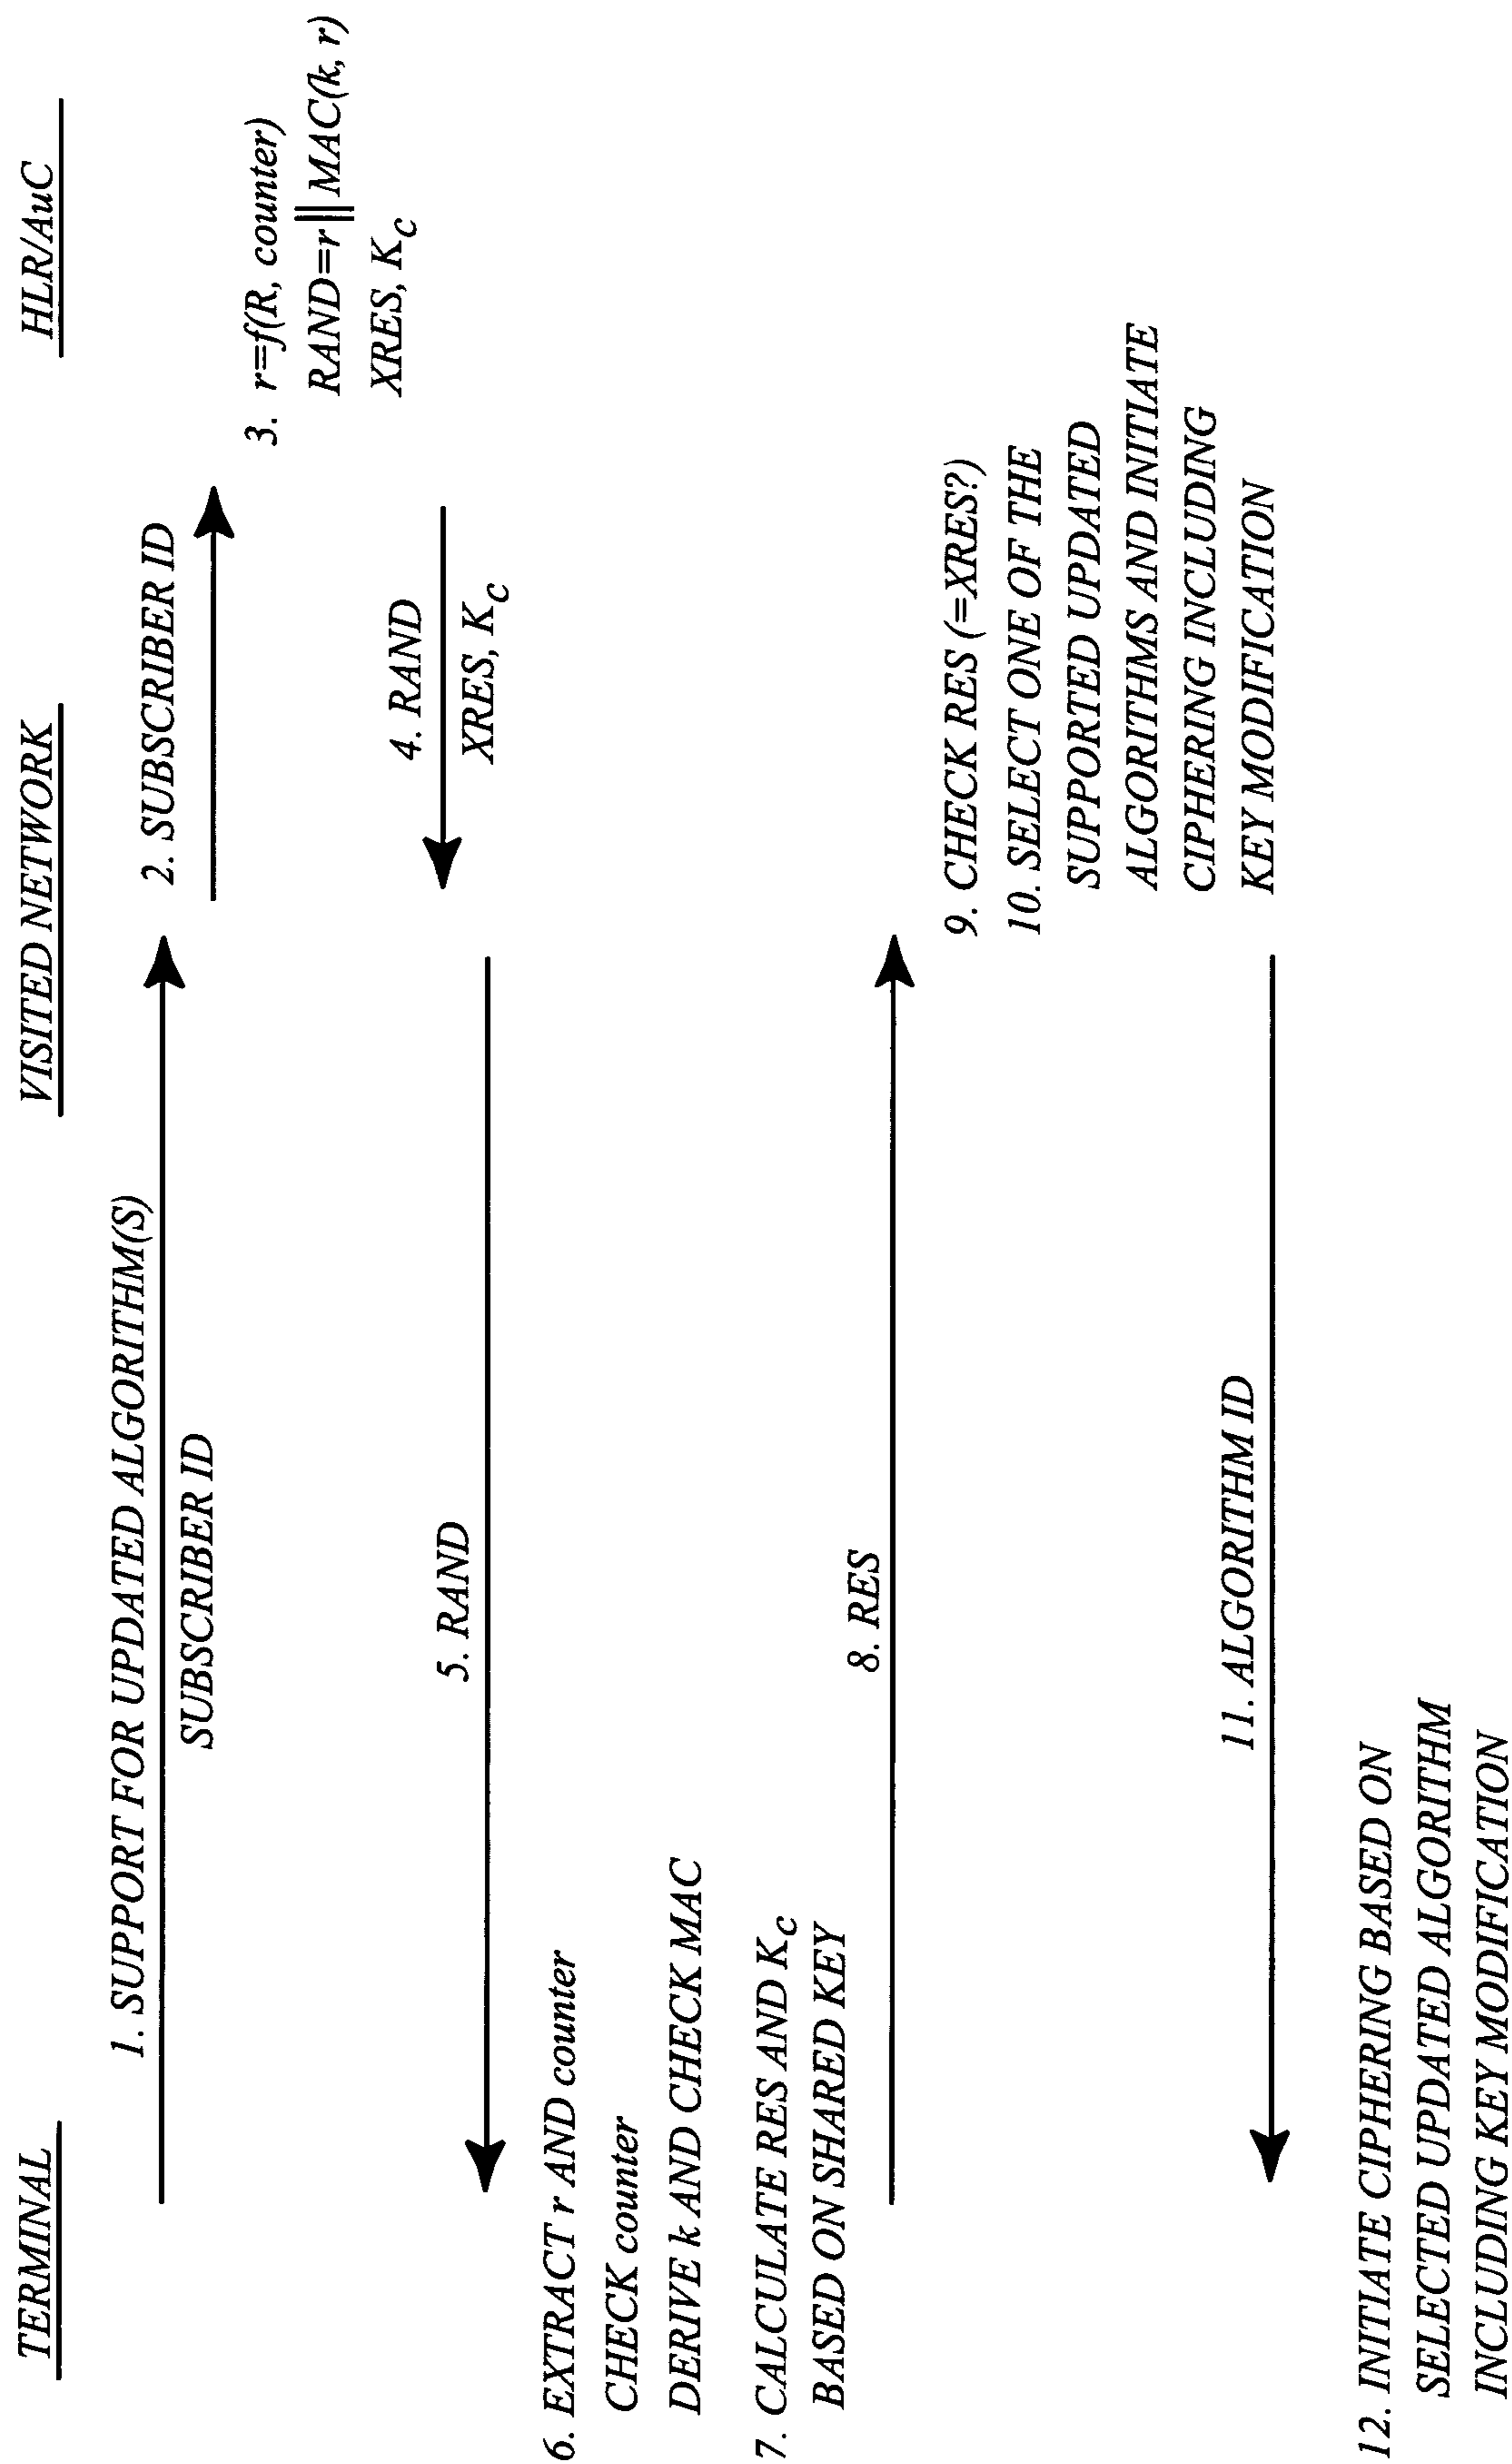 TERMINAL
VISITED NETWORK
HLR/AuC
1. SUPPORT FOR UPDATED ALGORITHM(S)
SUBSCRIBER ID
2. SUBSCRIBER ID
3. r=f(R, counter)
RAND=r||MAC(k, r)
XRES, Kc
4. RAND
XRES, Kc
5. RAND
6. EXTRACT r AND counter
CHECK counter
DERIVE k AND CHECK MAC
7. CALCULATE RES AND Kc
BASED ON SHARED KEY
8. RES
9. CHECK RES (=XRES?)
10. SELECT ONE OF THE
SUPPORTED UPDATED
ALGORITHMS AND INITIATE
CIPHERING INCLUDING
KEY MODIFICATION
11. ALGORITHM ID
12. INITIATE CIPHERING BASED ON
SELECTED UPDATED ALGORITHM
INCLUDING KEY MODIFICATION